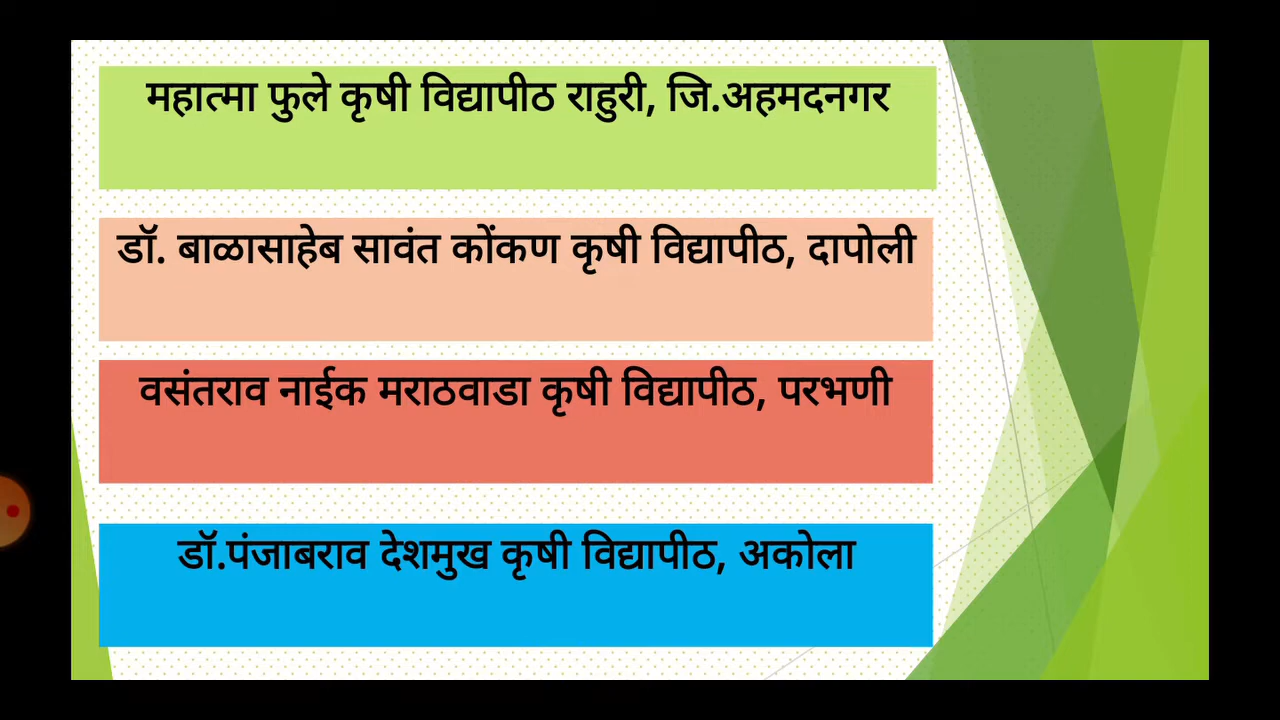 महात्मा फुले कृषी विद्यापीठ राहुरी, जि.अहमदनगर
डॉ. बाळासाहेब सावंत कोंकण कृषी विद्यापीठ, दापोली
वसंतराव नाईक मराठवाडा कृषी विद्यापीठ, परभणी
डॉ.पंजाबराव देशमुख कृषी विद्यापीठ, अकोला